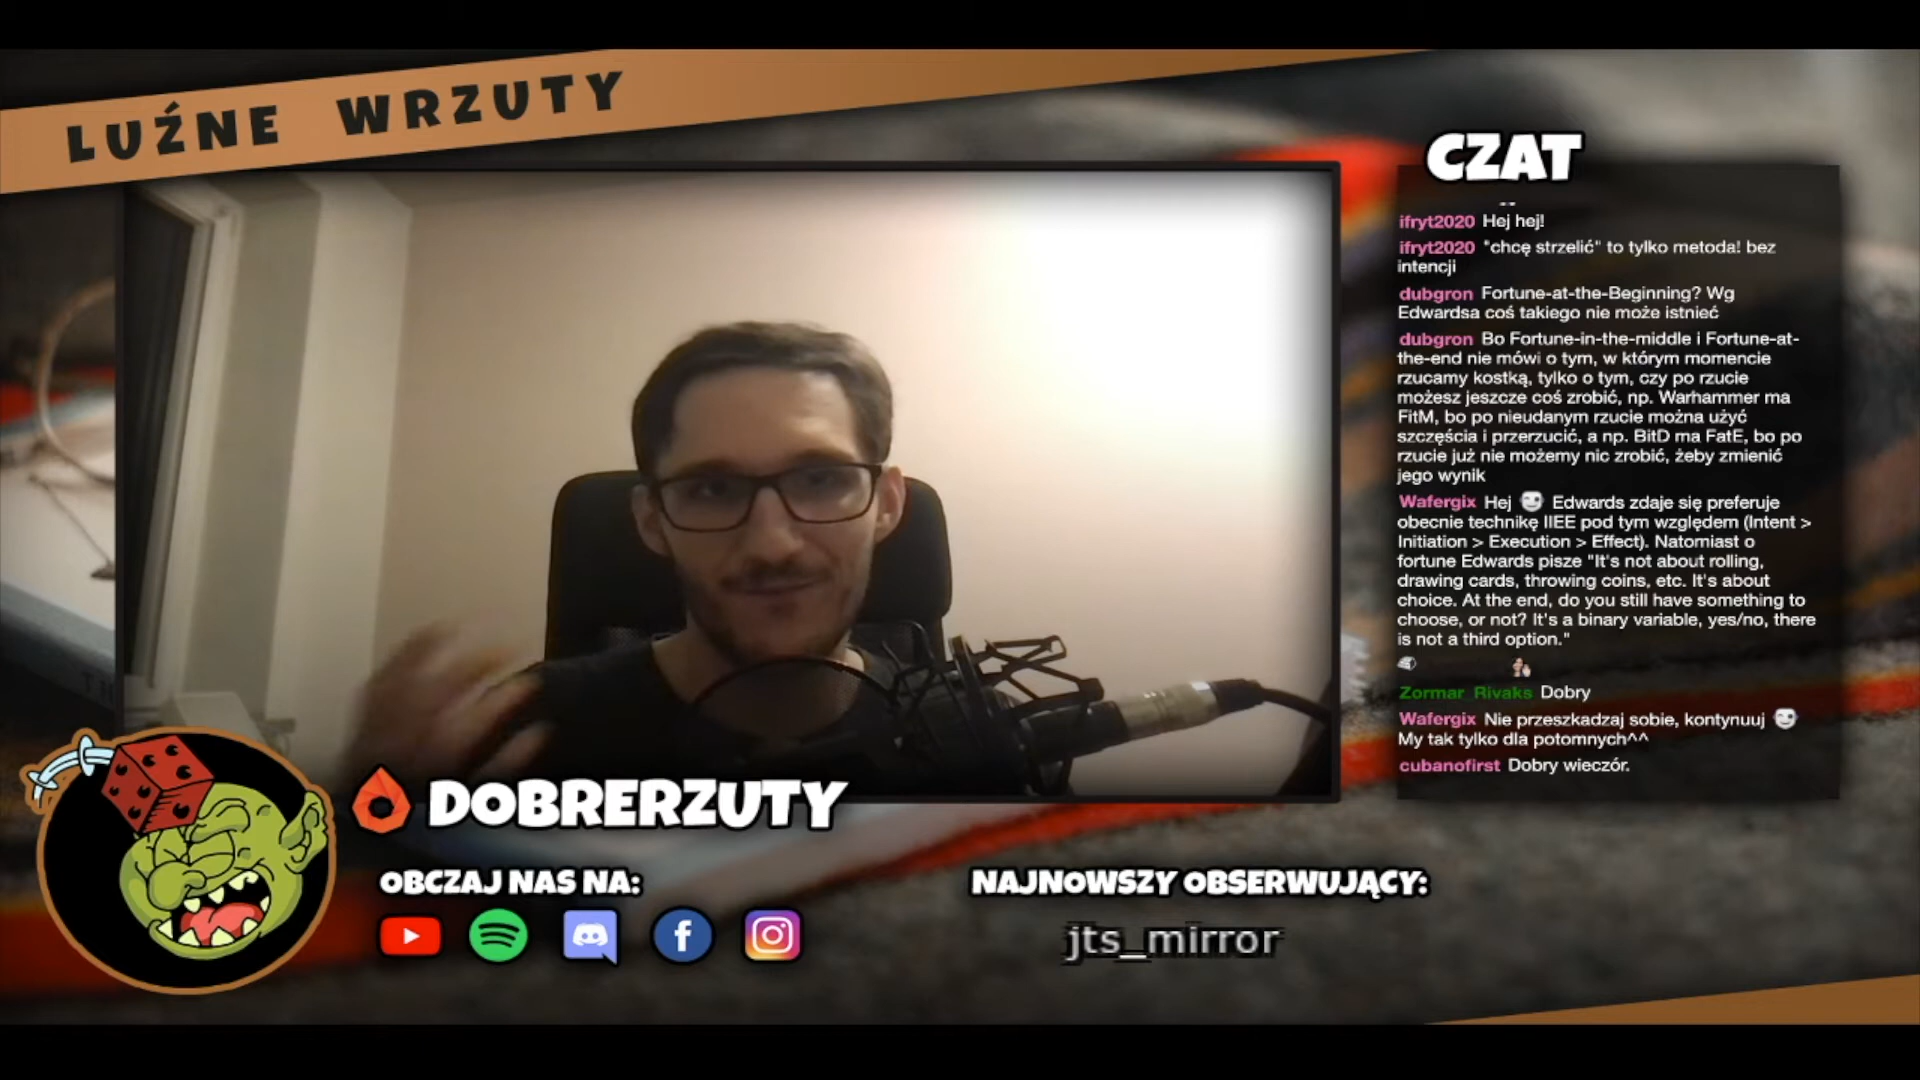 LUŹNE WRZUTY
CZAT
ifryt2020 Hej hej!
ifryt2020 "chcę strzelić" to tylko metoda! bez
intencji
dubgron Fortune-at-the-Beginning? Wg
Edwardsa coś takiego nie może istnieć
dubgron Bo Fortune-in-the-middle i Fortune-at-
the-end nie mówi o tym, w którym momencie
rzucamy kostką, tylko o tym, czy po rzucie
możesz jeszcze coś zrobić, np. Warhammer ma
FitM, bo po nieudanym rzucie można użyć
szczęścia i przerzucić, a np. BitD ma FatE, bo po
rzucie już nie możemy nic zrobić, żeby zmienić
jego wynik
Wafergix Hej Edwards zdaje się preferuje
obecnie technikę IIEE pod tym względem (Intent >
Initiation > Execution > Effect). Natomiast o
fortune Edwards pisze "It's not about rolling,
drawing cards, throwing coins, etc. It's about
choice. At the end, do you still have something to
choose, or not? It's a binary variable, yes/no, there
is not a third option."
Zormar_Rivaks Dobry
Wafergix Nie przeszkadzaj sobie, kontynuuj
My tak tylko dla potomnych^^
cubanofirst Dobry wieczór.
DOBRERZUTY
OBCZAJ NAS NA:
NAJNOWSZY OBSERWUJĄCY:
jts_mirror